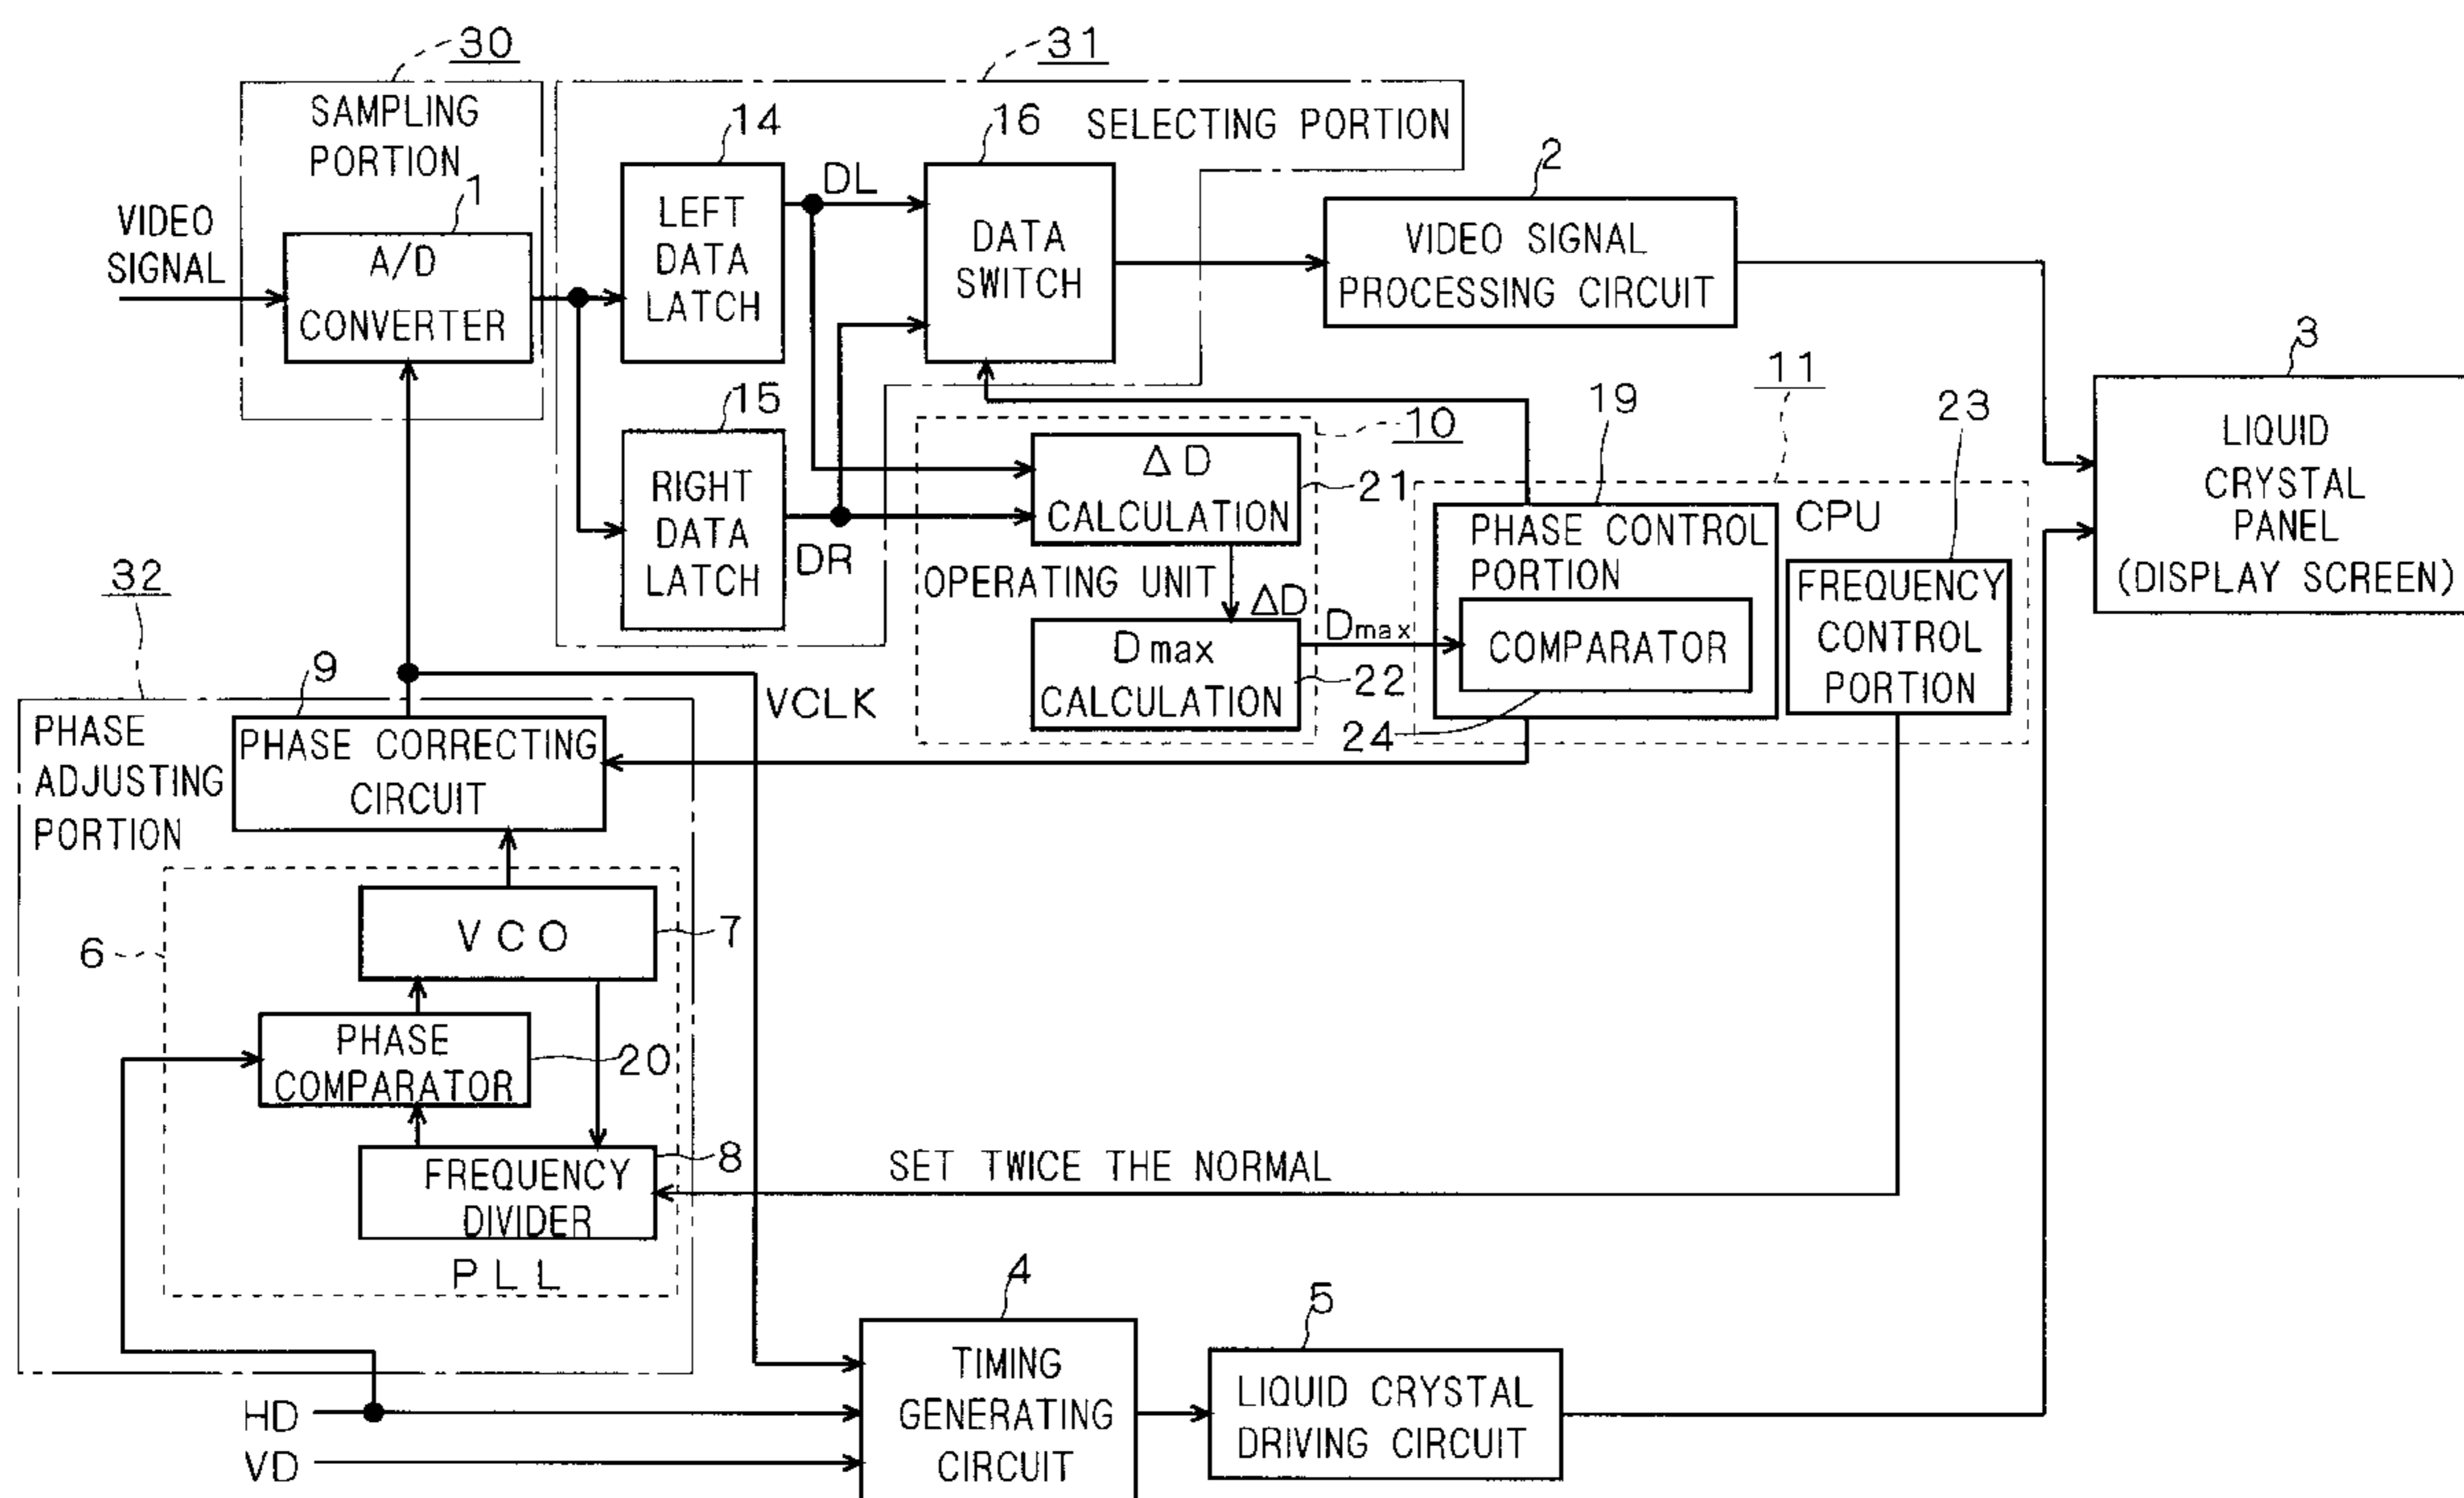 30
31
SAMPLING
PORTION
SELECTING PORTION
14
16
2
1
VIDEO
SIGNAL
A/D
CONVERTER
LEFT
DATA
LATCH
DL
DATA
SWITCH
VIDEO SIGNAL
PROCESSING CIRCUIT
3
11
15
10
19
23
LIQUID
CRYSTAL
PANEL
(DISPLAY SCREEN)
RIGHT
DATA
LATCH
DR
ΔD
CALCULATION
21
CPU
PHASE CONTROL
PORTION
COMPARATOR
24
FREQUENCY
CONTROL
PORTION
OPERATING UNIT
ΔD
Dmax
Dmax
CALCULATION
22
32
9
VCLK
PHASE
ADJUSTING
PORTION
PHASE CORRECTING
CIRCUIT
6
VCO
7
PHASE
COMPARATOR
20
FREQUENCY
DIVIDER
8
SET TWICE THE NORMAL
PLL
4
5
TIMING
GENERATING
CIRCUIT
LIQUID CRYSTAL
DRIVING CIRCUIT
HD
VD